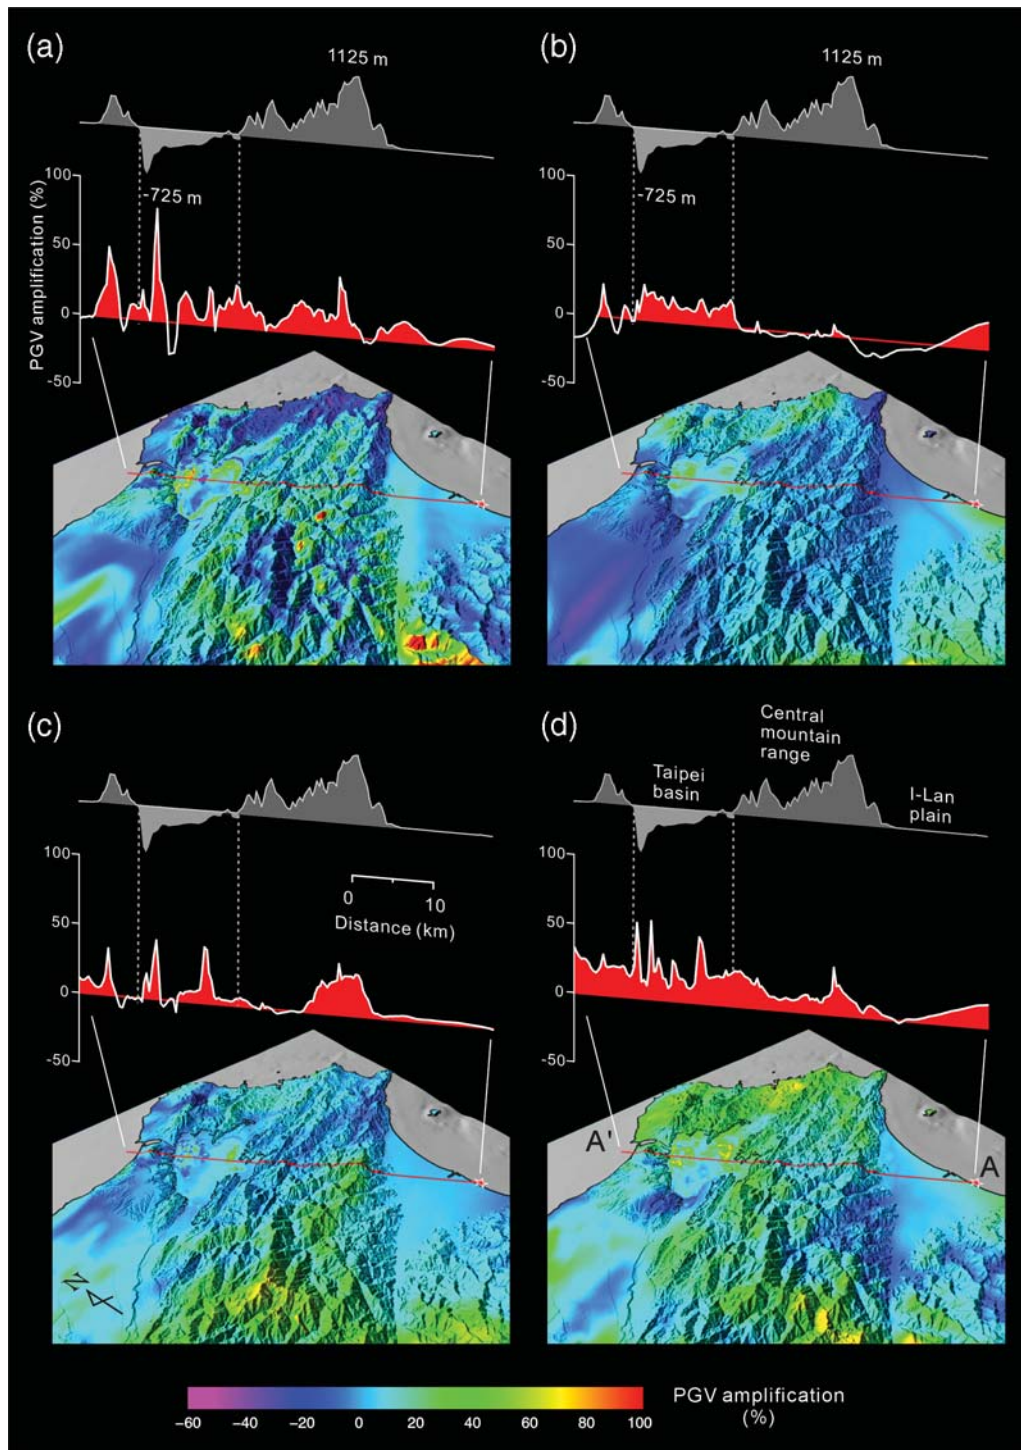 (a)
1125 m
-725 m
100
50
0
-50
PGV amplification (%)
(b)
1125 m
-725 m
100
50
0
-50
(c)
100
50
0
-50
0 10
Distance (km)
N
(d)
Taipei
basin
Central
mountain
range
I-Lan
plain
100
50
0
-50
A'
A
−60 −40 −20 0 20 40 60 80 100
PGV amplification
(%)